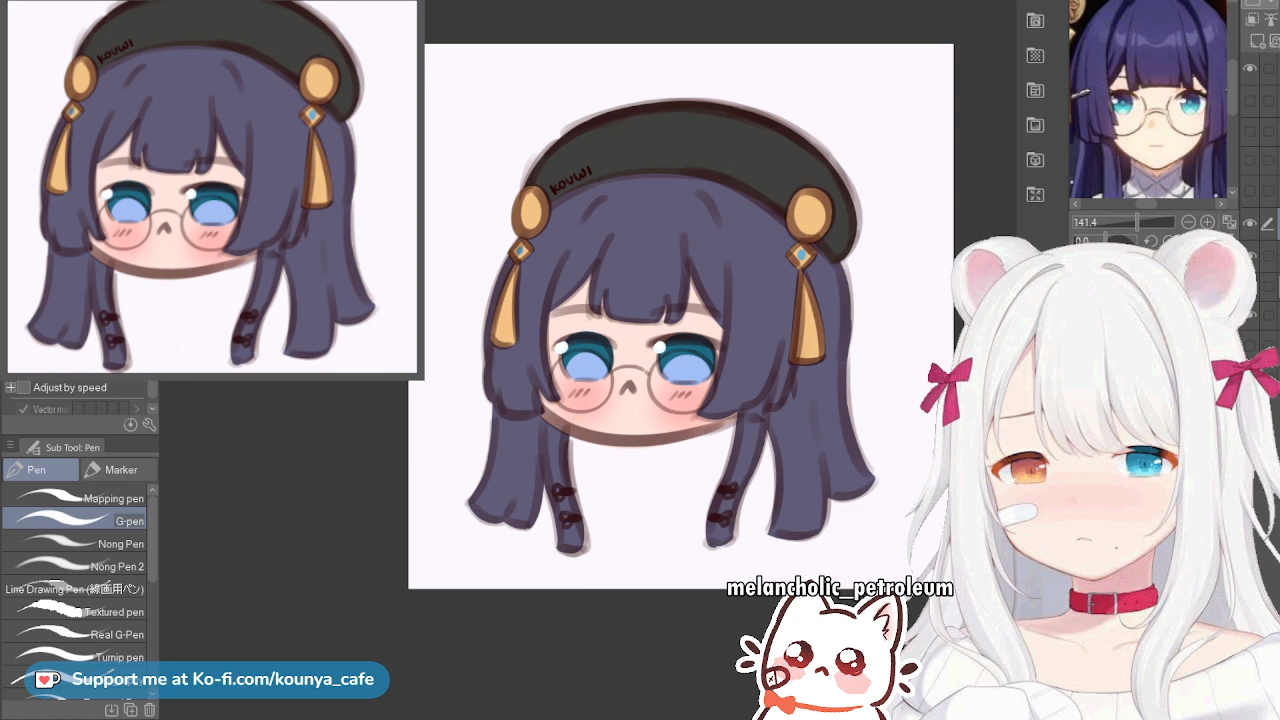 KOUWI
KOUWI
141.4
0.0
Adjust by speed
Sub Tool: Pen
Pen
Marker
Mapping pen
G-pen
Nong Pen
Nong Pen 2
Line Drawing Pen (線画用ペン)
Textured pen
Real G-Pen
Turnip pen
Support me at Ko-fi.com/kounya_cafe
melancholic_petroleum